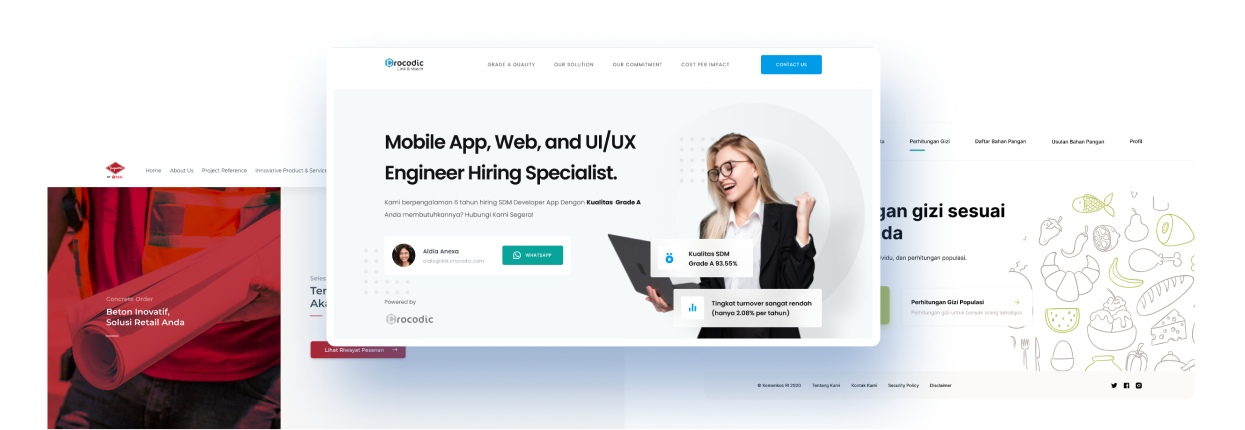 Crocodic
Link & Match
GRADE A QUALITY
OUR SOLUTION
OUR COMMITMENT
COST PER IMPACT
CONTACT US
Mobile App, Web, and UI/UX
Engineer Hiring Specialist.
Kami berpengalaman 6 tahun hiring SDM Developer App Dengan Kualitas Grade A
Anda membutuhkannya? Hubungi Kami Segera!
Aldia Anexa
aldia@link.crocodic.com
WHATSAPP
Powered by
Crocodic
Kualitas SDM
Grade A 93.55%
Tingkat turnover sangat rendah
(hanya 2.08% per tahun)
Home
About Us
Project Reference
Innovative Product & Service
Concrete Order
Beton Inovatif,
Solusi Retail Anda
Seles
Ter
Aka
Lihat Riwayat Pesanan →
Perhitungan Gizi
Daftar Bahan Pangan
Usulan Bahan Pangan
Profil
gan gizi sesuai
da
vidu, dan perhitungan populasi.
Perhitungan Gizi Populasi →
Perhitungan gizi untuk banyak orang sekaligus
© Kemenkes RI 2020
Tentang Kami
Kontak Kami
Security Policy
Disclaimer